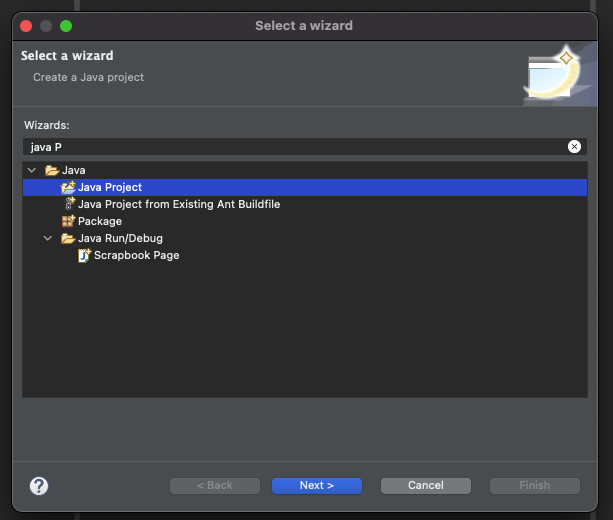 Select a wizard
Select a wizard
Create a Java project
Wizards:
java P
Java
Java Project
Java Project from Existing Ant Buildfile
Package
Java Run/Debug
Scrapbook Page
?
< Back
Next >
Cancel
Finish